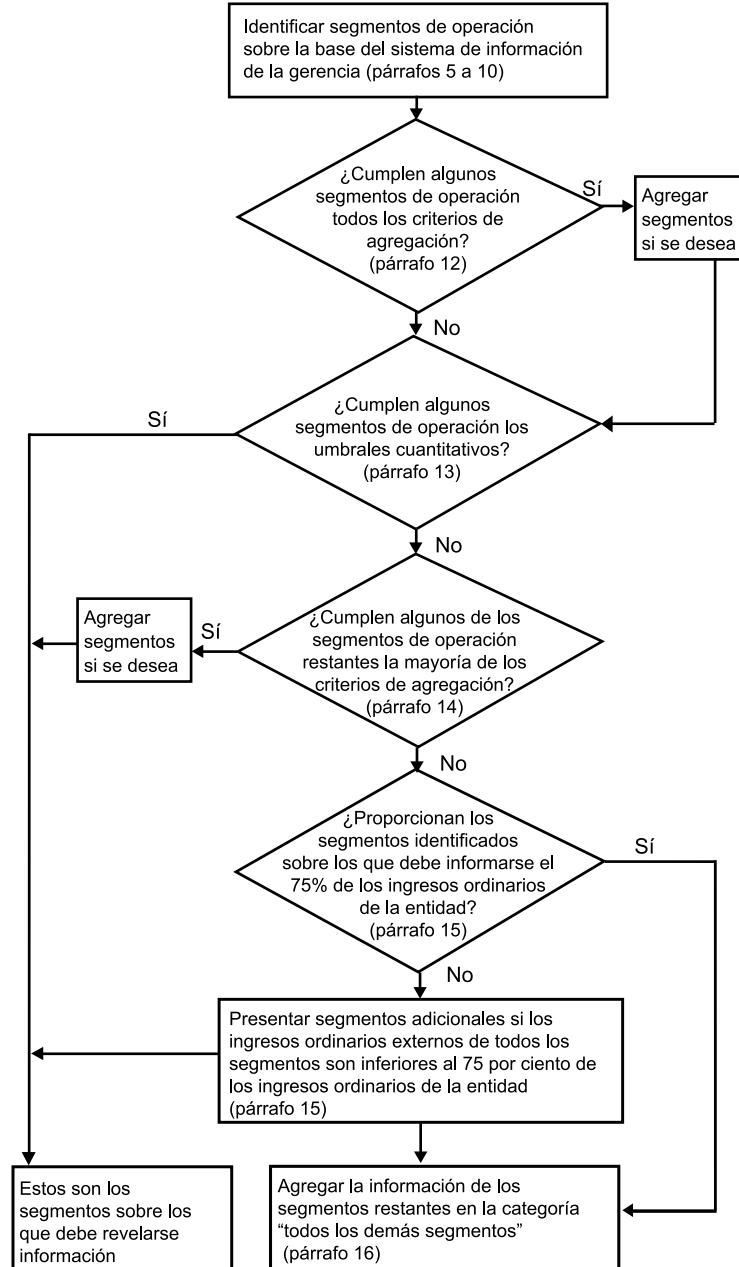 Identificar segmentos de operación
sobre la base del sistema de información
de la gerencia (párrafos 5 a 10)
¿Cumplen algunos
segmentos de operación
todos los criterios de
agregación?
(párrafo 12)
Sí
Agregar
segmentos
si se desea
No
¿Cumplen algunos
segmentos de operación los
umbrales cuantitativos?
(párrafo 13)
Sí
No
¿Cumplen algunos de los
segmentos de operación
restantes la mayoría de los
criterios de agregación?
(párrafo 14)
Sí
Agregar
segmentos
si se desea
No
¿Proporcionan los
segmentos identificados
sobre los que debe informarse el
75% de los ingresos ordinarios
de la entidad?
(párrafo 15)
Sí
No
Presentar segmentos adicionales si los
ingresos ordinarios externos de todos los
segmentos son inferiores al 75 por ciento de
los ingresos ordinarios de la entidad
(párrafo 15)
Estos son los
segmentos sobre los
que debe revelarse
información
Agregar la información de los
segmentos restantes en la categoría
“todos los demás segmentos”
(párrafo 16)